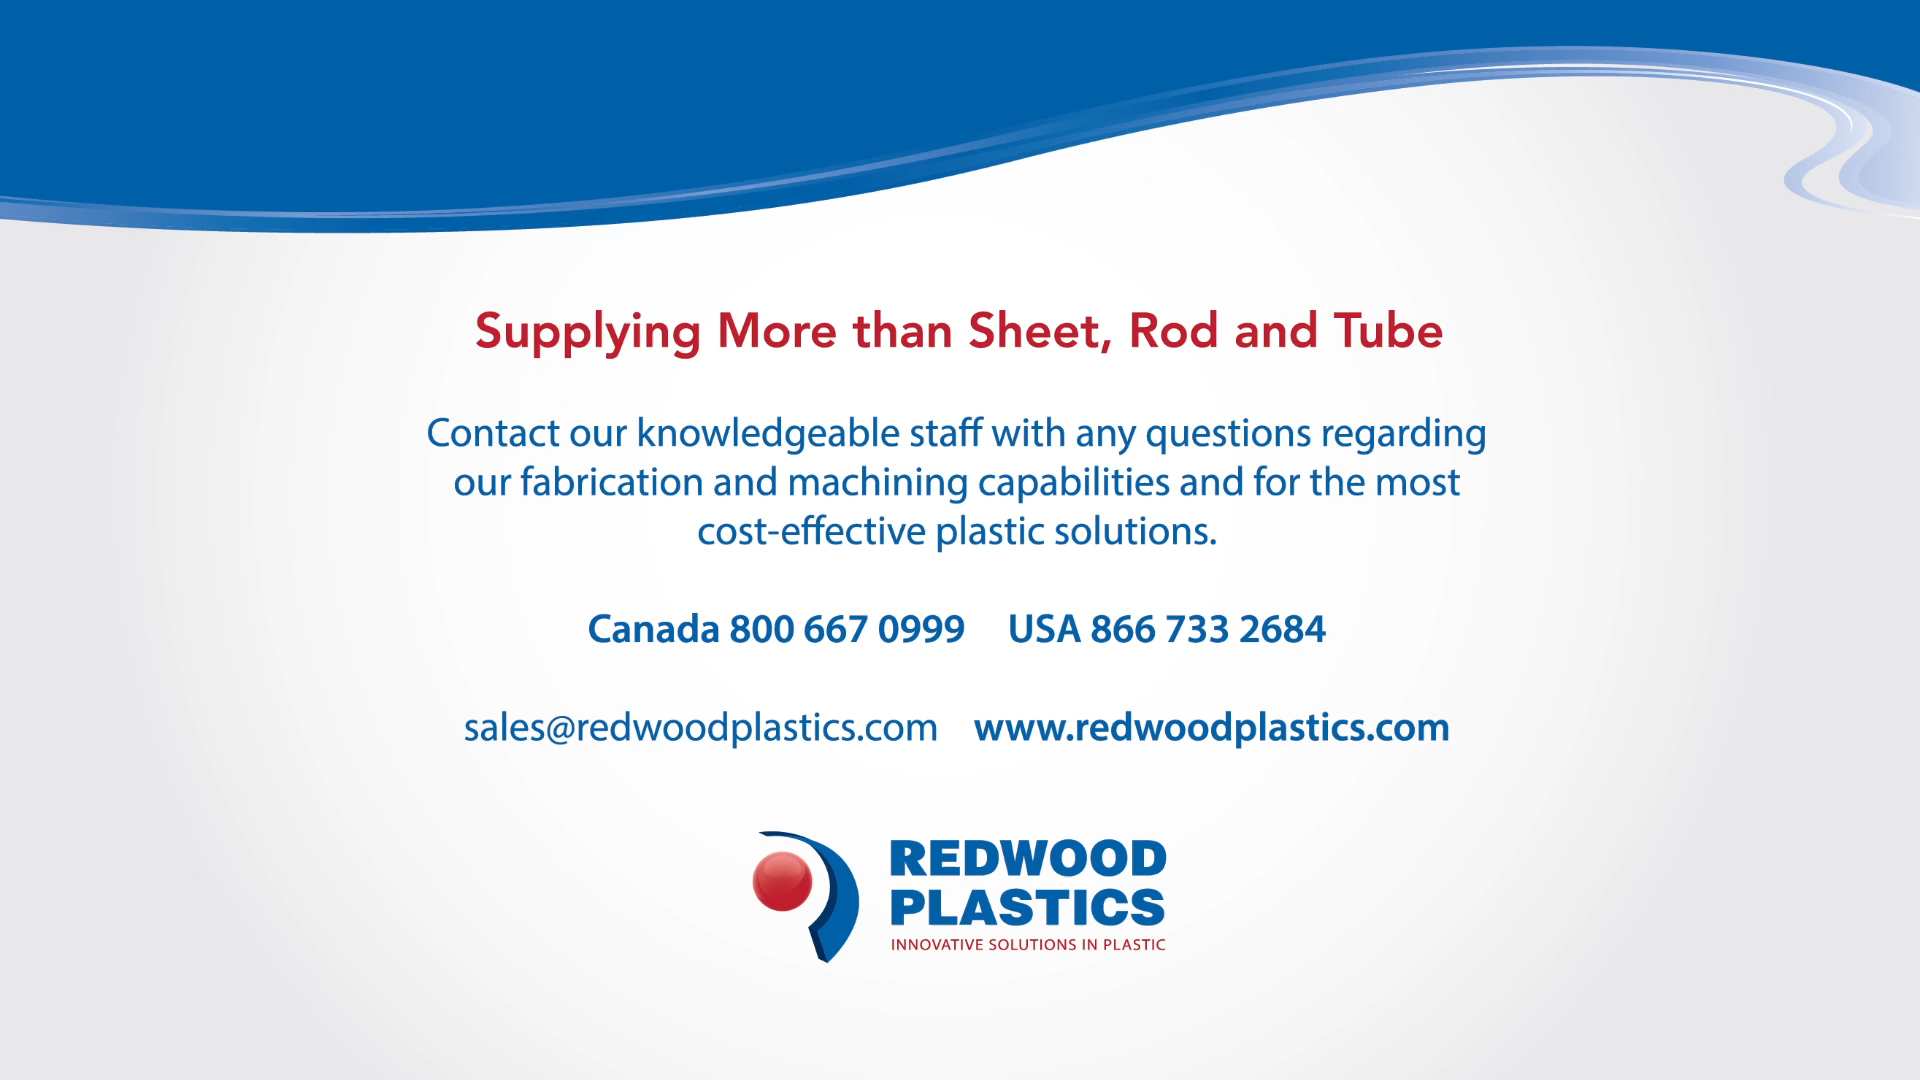 Supplying More than Sheet, Rod and Tube
Contact our knowledgeable staff with any questions regarding
our fabrication and machining capabilities and for the most
cost-effective plastic solutions.
Canada 800 667 0999 USA 866 733 2684
sales@redwoodplastics.com www.redwoodplastics.com
REDWOOD
PLASTICS
INNOVATIVE SOLUTIONS IN PLASTIC